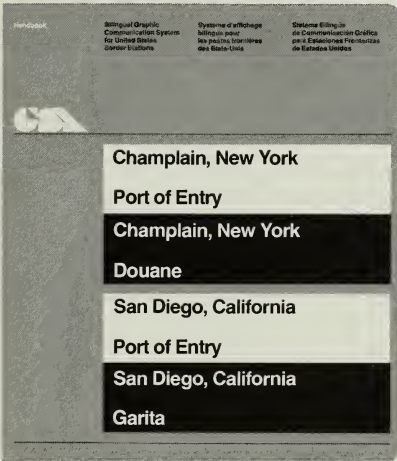 Handbook
Bilingual Graphic
Communication System
for United States
Border Stations
Système d'affichage
bilingue pour
les postes frontières
des États-Unis
Sistema Bilingüe
de Communicación Gráfica
para Estaciones Fronterizas
de Estados Unidos
GSA
Champlain, New York
Port of Entry
Champlain, New York
Douane
San Diego, California
Port of Entry
San Diego, California
Garita